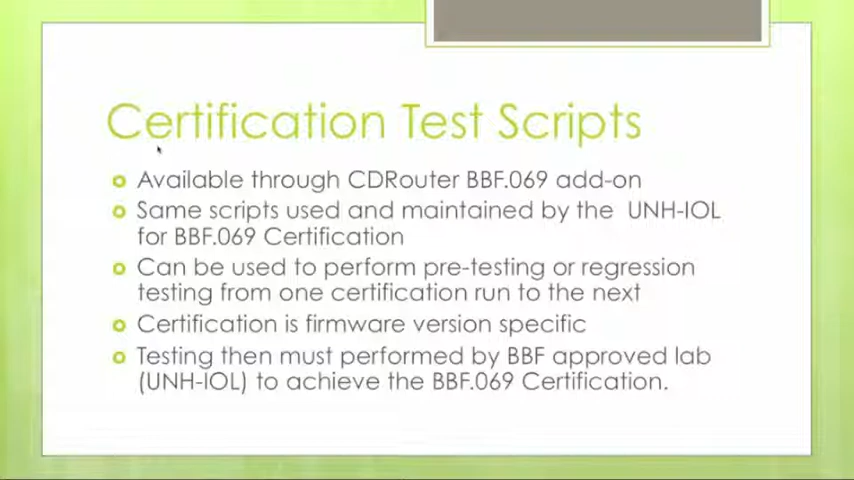 Certification Test Scripts
Available through CDRouter BBF.069 add-on
Same scripts used and maintained by the UNH-IOL
for BBF.069 Certification
Can be used to perform pre-testing or regression
testing from one certification run to the next
Certification is firmware version specific
Testing then must performed by BBF approved lab
(UNH-IOL) to achieve the BBF.069 Certification.